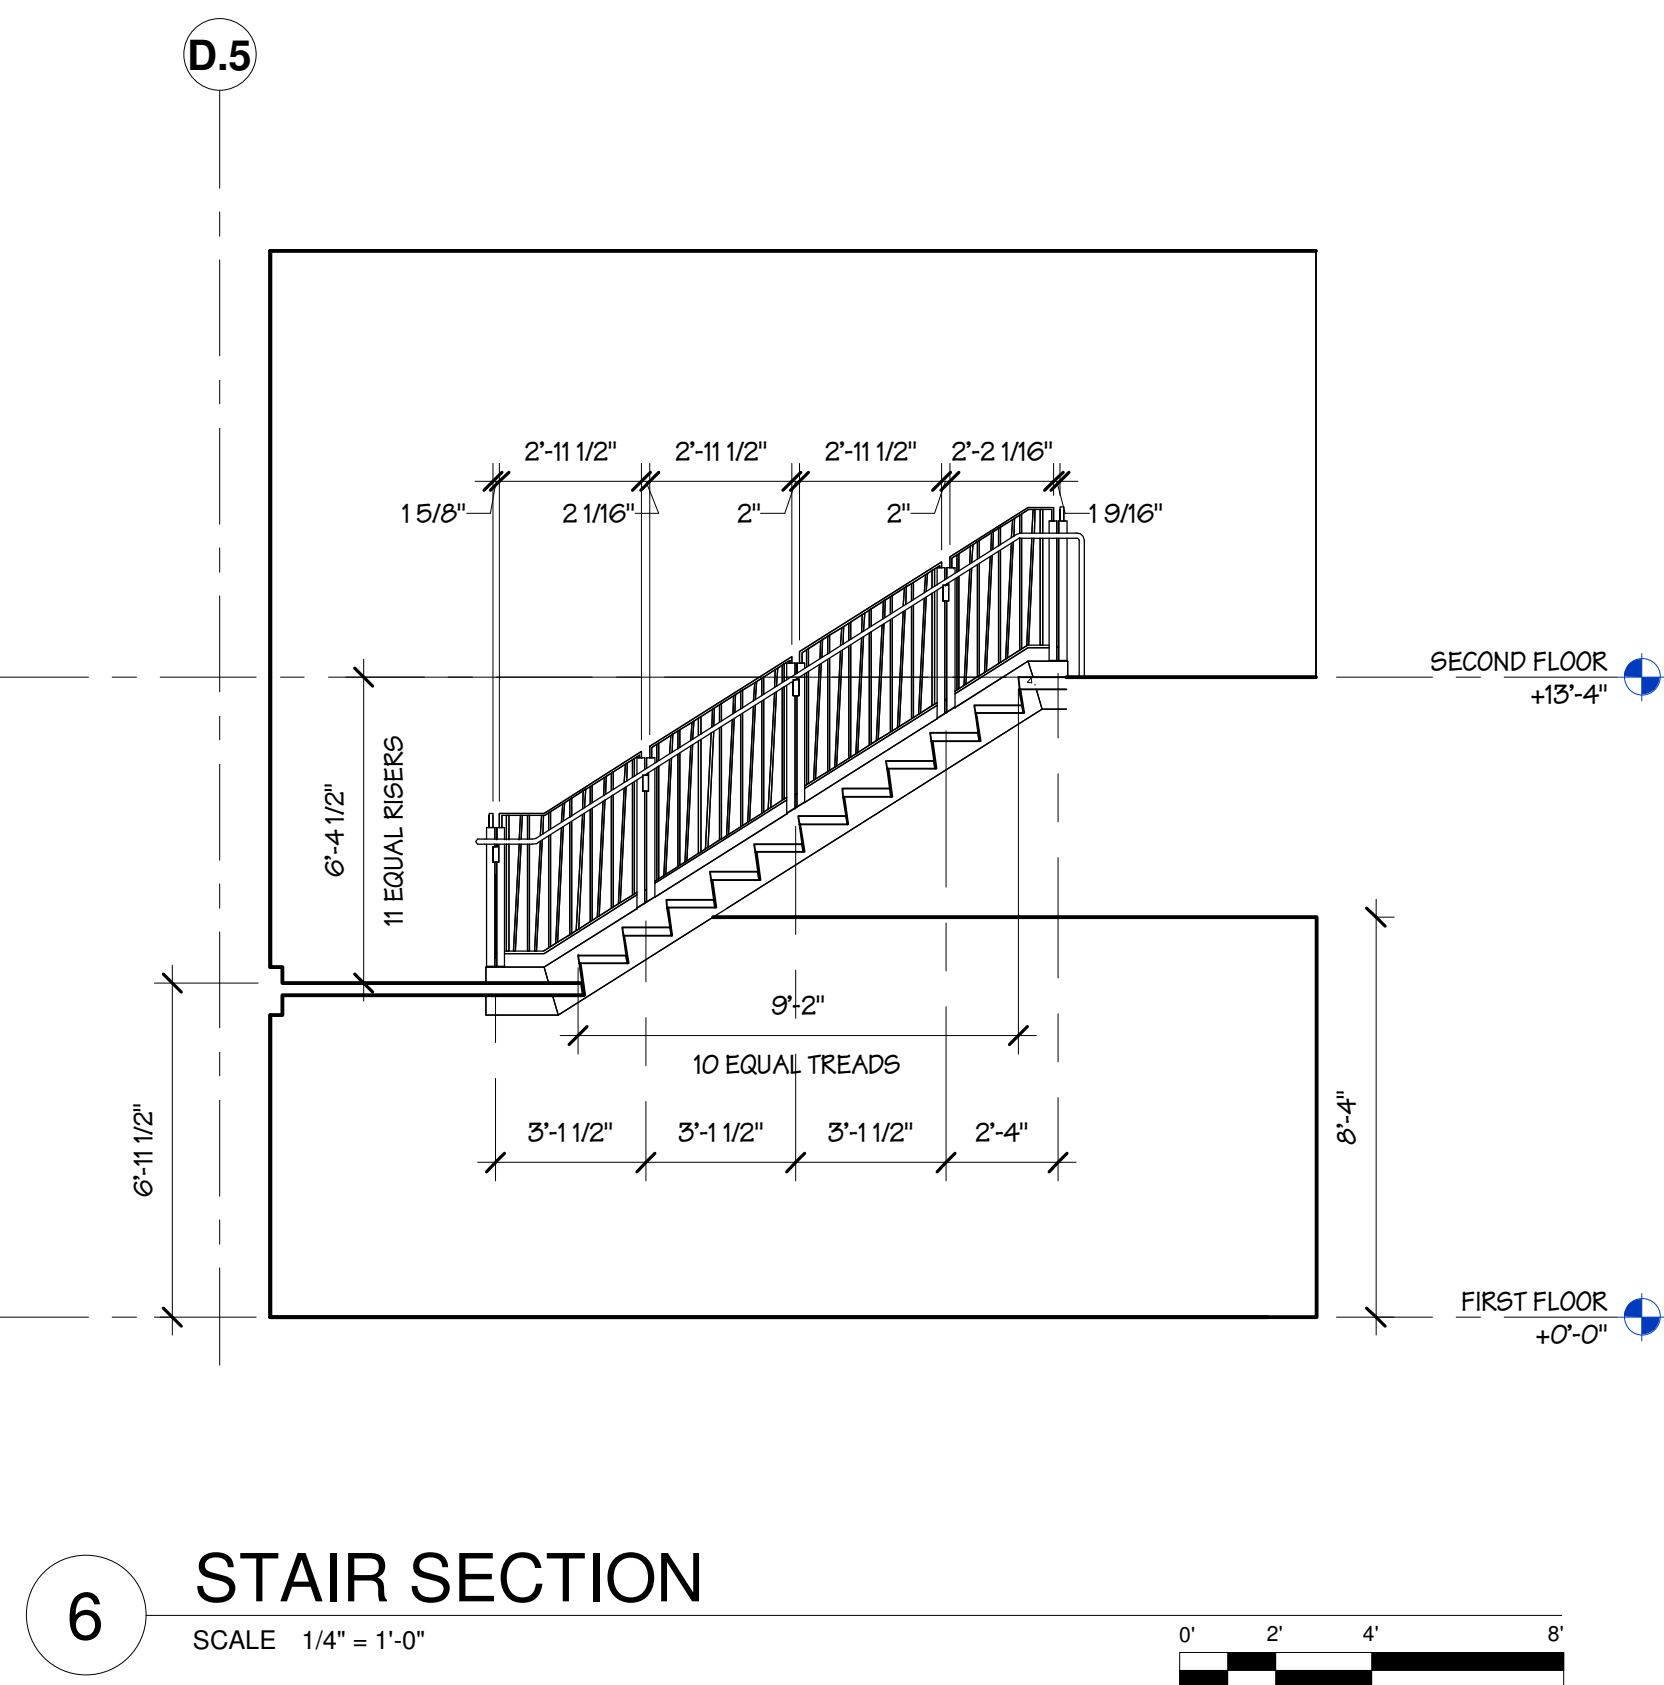 D.5
2'-11 1/2"
2'-11 1/2"
2'-11 1/2"
2'-2 1/16"
1 5/8"
2 1/16"
2"
2"
1 9/16"
SECOND FLOOR
+13'-4"
6'-4 1/2"
11 EQUAL RISERS
9'-2"
10 EQUAL TREADS
6'-11 1/2"
3'-1 1/2"
3'-1 1/2"
3'-1 1/2"
2'-4"
8'-4"
FIRST FLOOR
+0'-0"
6
STAIR SECTION
SCALE 1/4" = 1'-0"
0' 2' 4' 8'